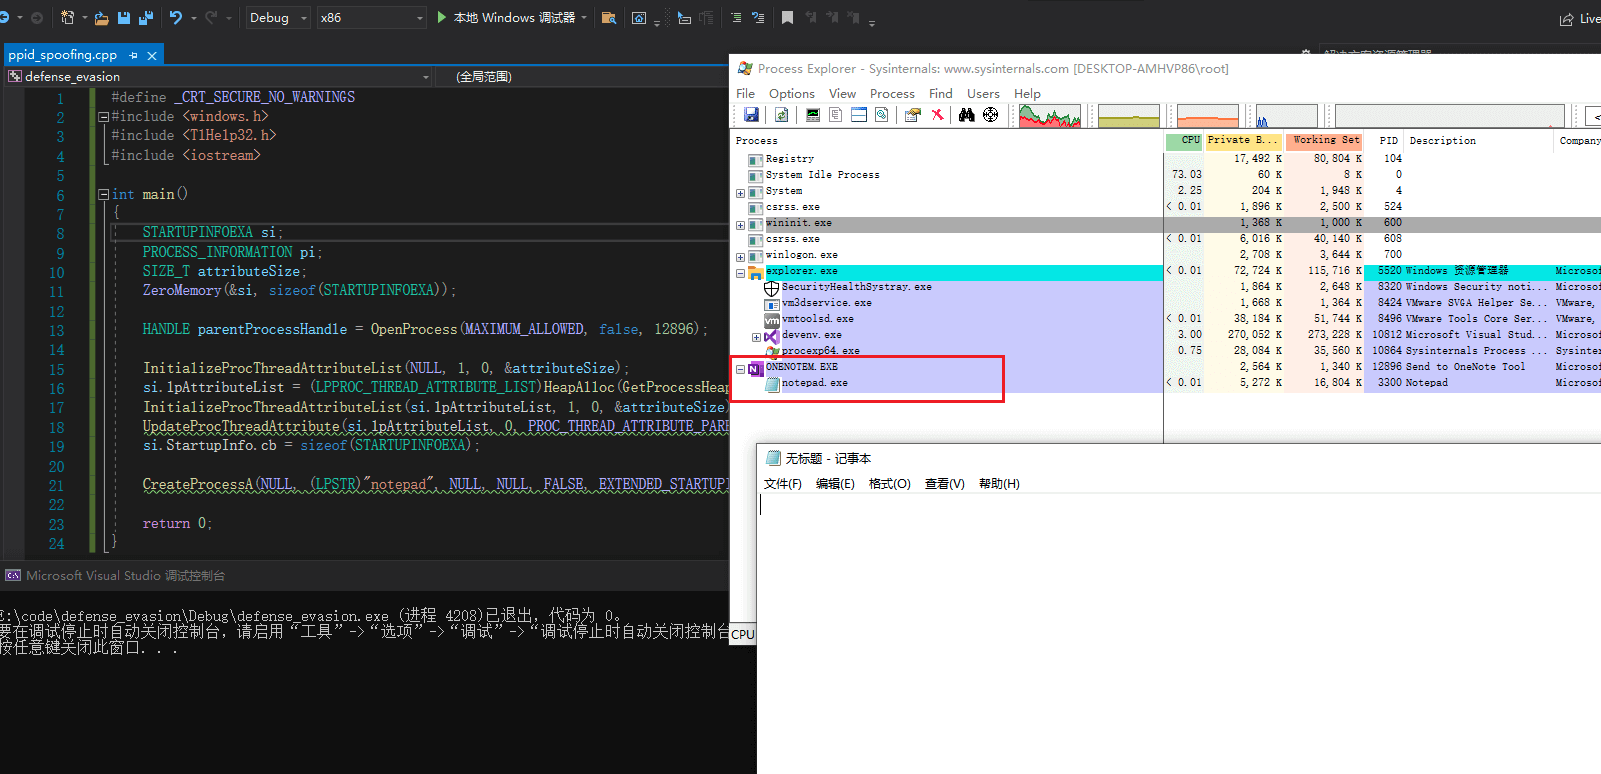 Debug
x86
本地 Windows 调试器
Live
ppid_spoofing.cpp
defense_evasion
(全局范围)
1 #define _CRT_SECURE_NO_WARNINGS
2 #include <windows.h>
3 #include <TlHelp32.h>
4 #include <iostream>
5
6 int main()
7 {
8 STARTUPINFOEXA si;
9 PROCESS_INFORMATION pi;
10 SIZE_T attributeSize;
11 ZeroMemory(&si, sizeof(STARTUPINFOEXA));
12
13 HANDLE parentProcessHandle = OpenProcess(MAXIMUM_ALLOWED, false, 12896);
14
15 InitializeProcThreadAttributeList(NULL, 1, 0, &attributeSize);
16 si.lpAttributeList = (LPPROC_THREAD_ATTRIBUTE_LIST)HeapAlloc(GetProcessHeap
17 InitializeProcThreadAttributeList(si.lpAttributeList, 1, 0, &attributeSize)
18 UpdateProcThreadAttribute(si.lpAttributeList, 0, PROC_THREAD_ATTRIBUTE_PARE
19 si.StartupInfo.cb = sizeof(STARTUPINFOEXA);
20
21 CreateProcessA(NULL, (LPSTR)"notepad", NULL, NULL, FALSE, EXTENDED_STARTUPI
22
23 return 0;
24 }
Microsoft Visual Studio 调试控制台
E:\code\defense_evasion\Debug\defense_evasion.exe (进程 4208)已退出，代码为 0。
要在调试停止时自动关闭控制台，请启用“工具”->“选项”->“调试”->“调试停止时自动关闭控制台
按任意键关闭此窗口. . .
Process Explorer - Sysinternals: www.sysinternals.com [DESKTOP-AMHVP86\root]
File Options View Process Find Users Help
Process CPU Private B... Working Set PID Description Company
Registry 17,492 K 80,804 K 104
System Idle Process 73.03 60 K 8 K 0
System 2.25 204 K 1,948 K 4
csrss.exe < 0.01 1,896 K 2,500 K 524
wininit.exe 1,368 K 1,000 K 600
csrss.exe < 0.01 6,016 K 40,140 K 608
winlogon.exe 2,708 K 3,644 K 700
explorer.exe < 0.01 72,724 K 115,716 K 5520 Windows 资源管理器 Microsof
SecurityHealthSystray.exe 1,864 K 2,648 K 8320 Windows Security noti... Microsof
vm3dservice.exe 1,668 K 1,364 K 8424 VMware SVGA Helper Se... VMware,
vmtoolsd.exe < 0.01 38,184 K 51,744 K 8496 VMware Tools Core Ser... VMware,
devenv.exe 3.00 270,052 K 273,228 K 10812 Microsoft Visual Stud... Microsof
procexp64.exe 0.75 28,084 K 35,560 K 10864 Sysinternals Process ... Sysinter
ONENOTEM.EXE 2,564 K 1,340 K 12896 Send to OneNote Tool Microsof
notepad.exe < 0.01 5,272 K 16,804 K 3300 Notepad Microsof
CPU
无标题 - 记事本
文件(F) 编辑(E) 格式(O) 查看(V) 帮助(H)